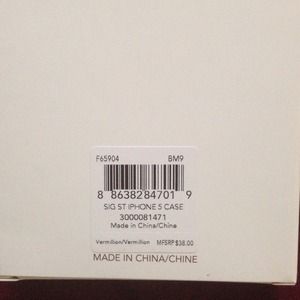 F65904 BM9
8 86382 84701 9
SIG ST IPHONE 5 CASE
3000081471
Made in China/Chine
Vermillion/Vermillion MFSRP $38.00
MADE IN CHINA/CHINE